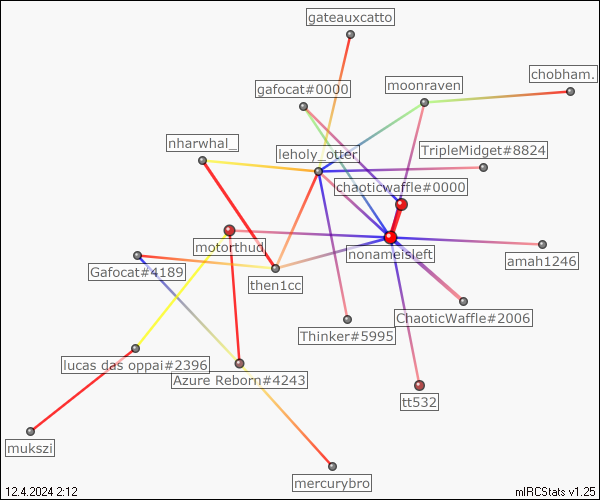 gateauxcatto
chobham.
gafocat#0000
moonraven
nharwhal_
leholy_otter
TripleMidget#8824
chaoticwaffle#0000
motorthud
nonameisleft
amah1246
Gafocat#4189
then1cc
ChaoticWaffle#2006
Thinker#5995
lucas das oppai#2396
Azure Reborn#4243
tt532
mukszi
mercurybro
12.4.2024 2:12
mIRCStats v1.25